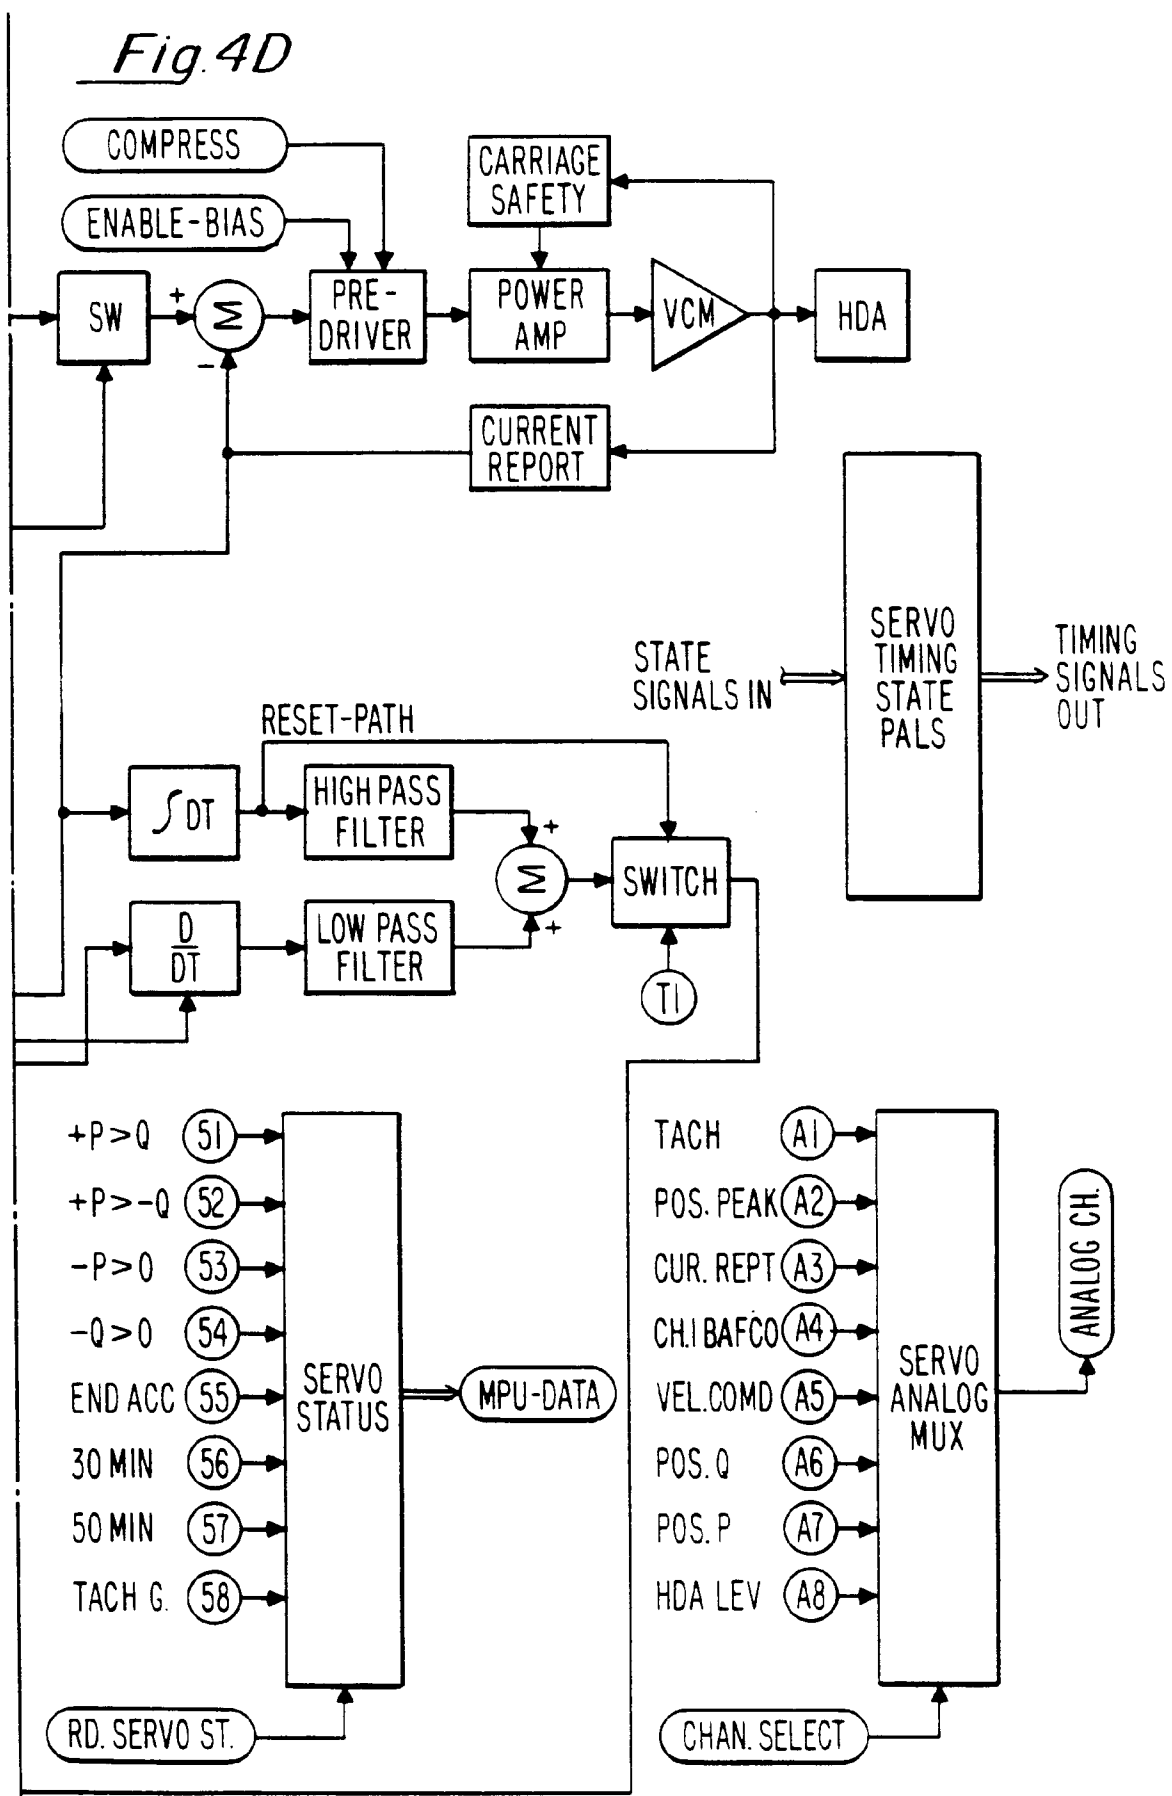 Fig. 4D
COMPRESS
ENABLE-BIAS
CARRIAGE
SAFETY
SW
+
Σ
-
PRE-
DRIVER
POWER
AMP
VCM
HDA
CURRENT
REPORT
STATE
SIGNALS IN
SERVO
TIMING
STATE
PALS
TIMING
SIGNALS
OUT
RESET-PATH
∫DT
HIGH PASS
FILTER
+
Σ
+
SWITCH
D
DT
LOW PASS
FILTER
T1
+P>Q 51
+P>-Q 52
-P>0 53
-Q>0 54
END ACC 55
30 MIN 56
50 MIN 57
TACH G. 58
SERVO
STATUS
MPU-DATA
RD. SERVO ST.
TACH A1
POS. PEAK A2
CUR. REPT A3
CH.1 BAFCO A4
VEL.COMD A5
POS. Q A6
POS. P A7
HDA LEV A8
SERVO
ANALOG
MUX
ANALOG CH.
CHAN. SELECT